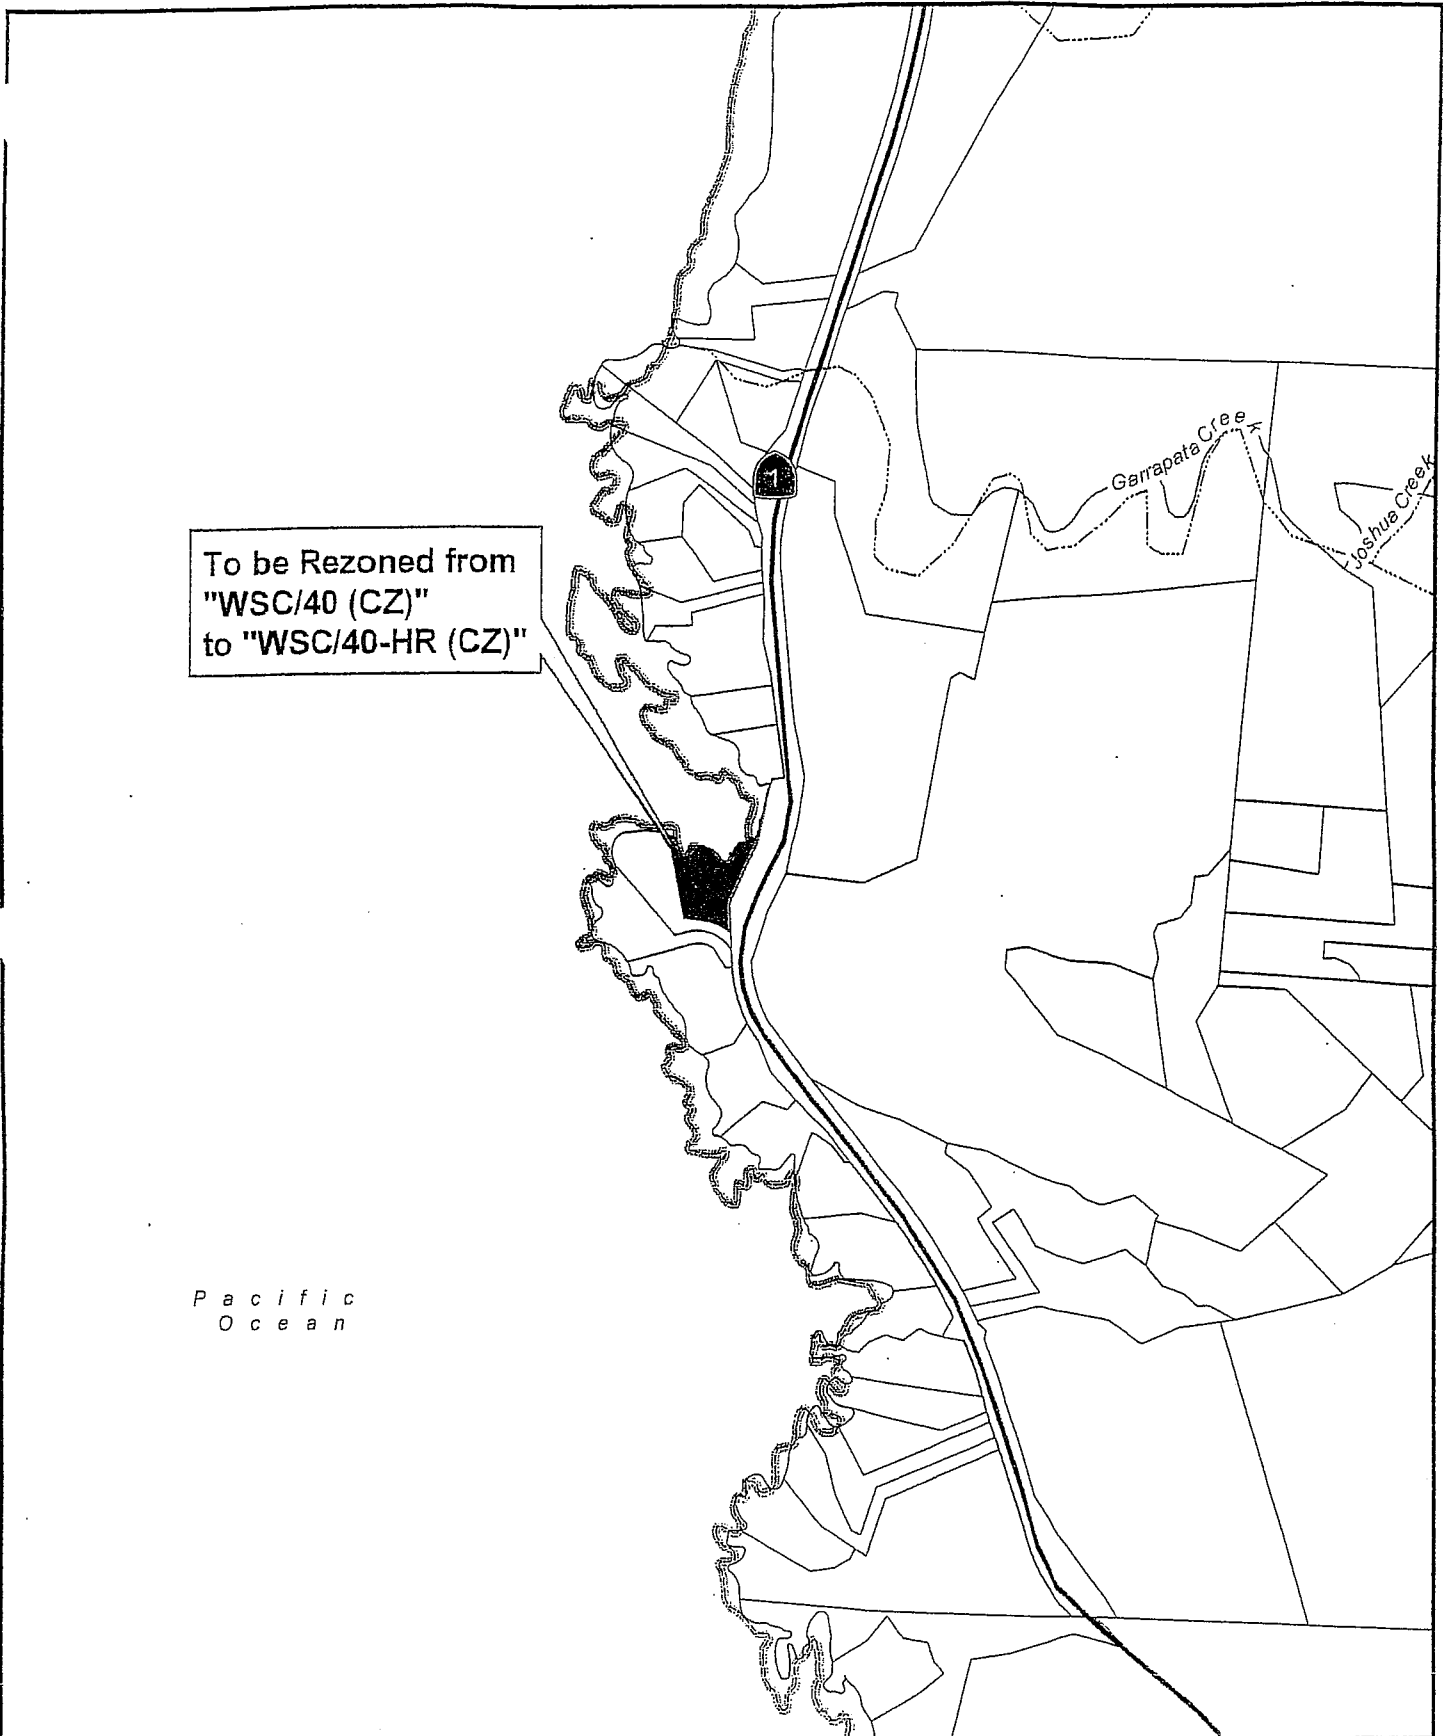 Garrapata Creek
Joshua Creek
1
To be Rezoned from
"WSC/40 (CZ)"
to "WSC/40-HR (CZ)"
Pacific
Ocean